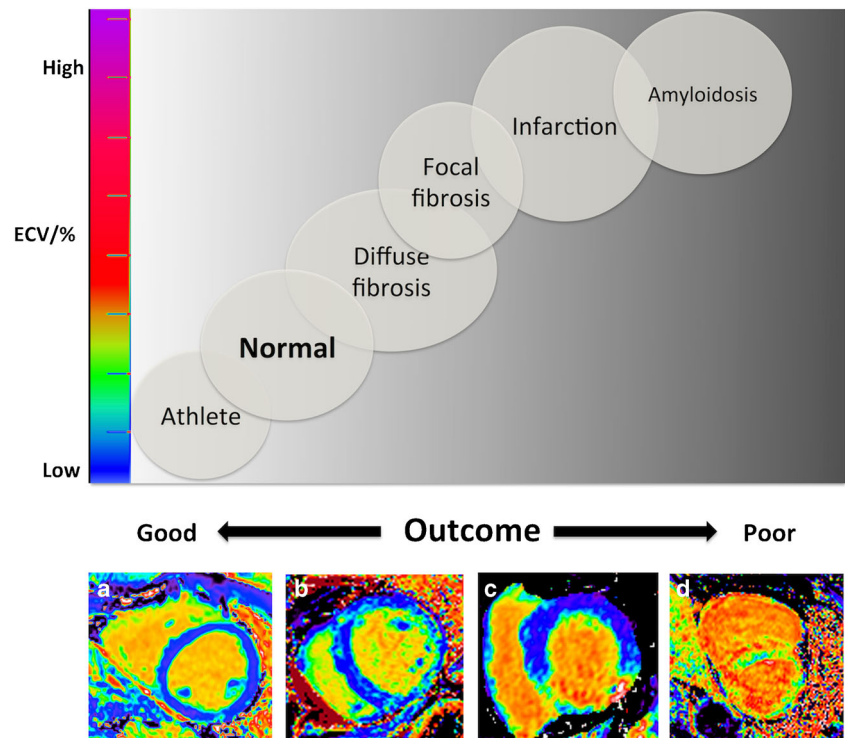 High
Amyloidosis
Infarction
Focal
fibrosis
ECV/%
Diffuse
fibrosis
Normal
Athlete
Low
Good
Outcome
Poor
a
b
c
d